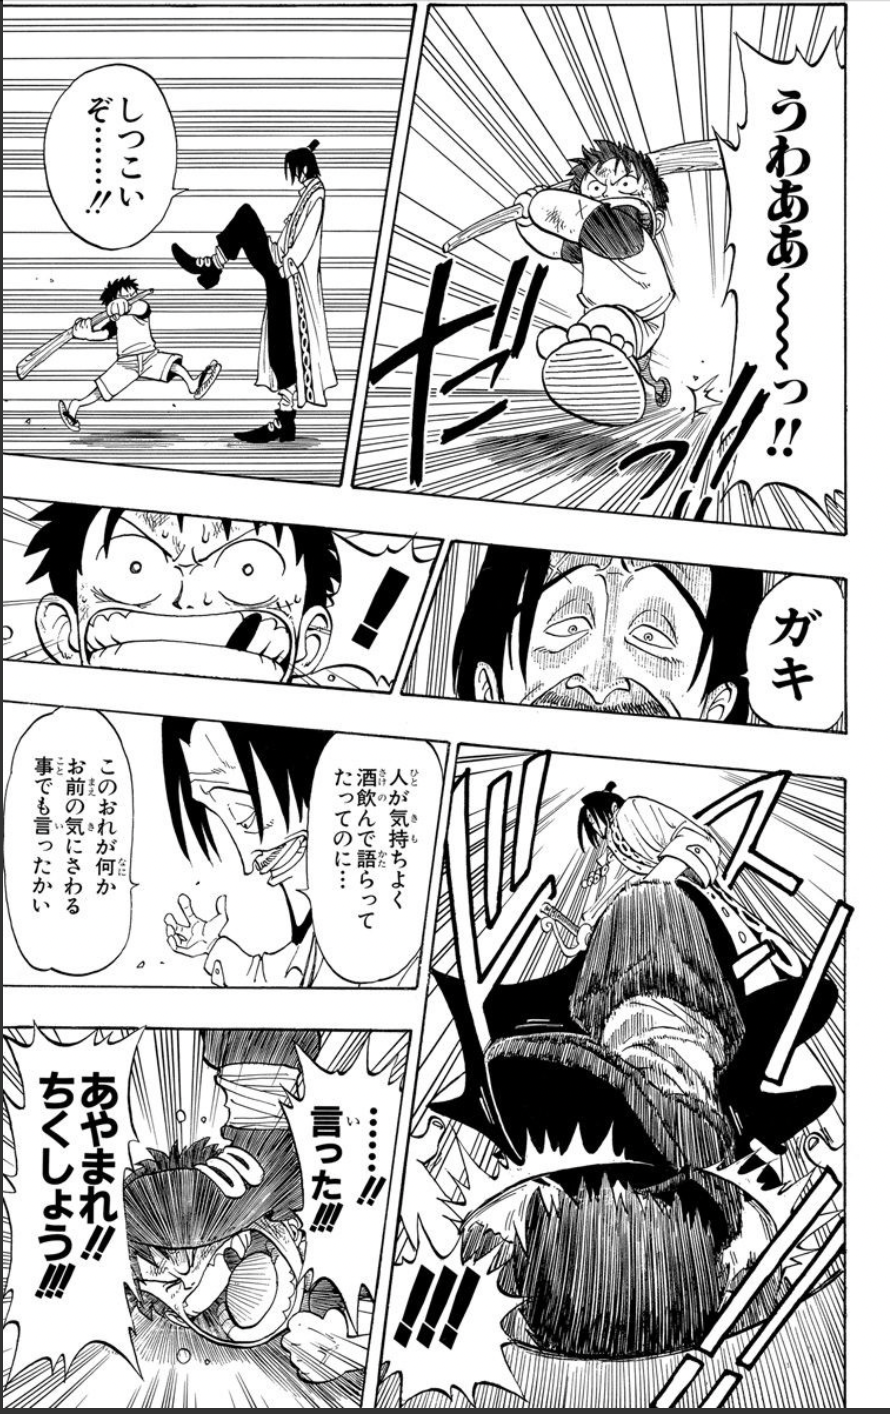 うわああ～～～っ!!
ダッ!!
しつこい
ぞ……!!
ガキ
!
ドスン
!!!
人が気持ちよく
酒飲んで語らって
たってのに…
このおれが何か
お前の気にさわる
事でも言ったかい
……!!
言った!!!
あやまれ!!
ちくしょう!!!